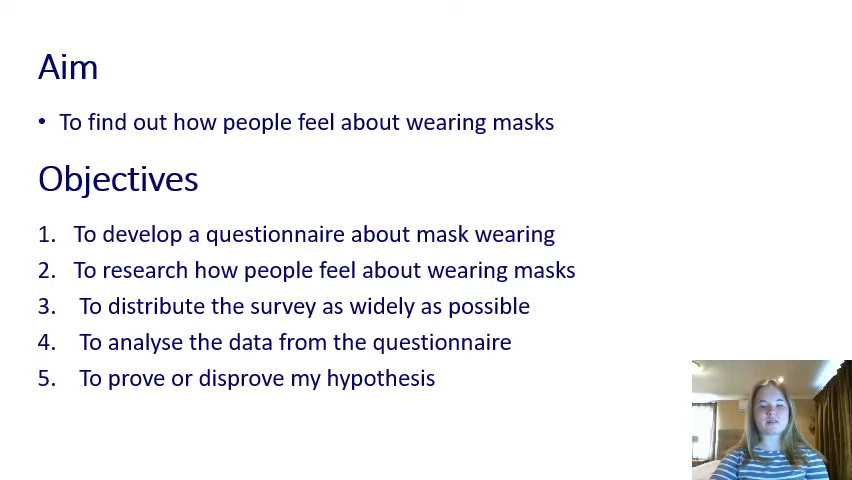 Aim
• To find out how people feel about wearing masks
Objectives
1. To develop a questionnaire about mask wearing
2. To research how people feel about wearing masks
3. To distribute the survey as widely as possible
4. To analyse the data from the questionnaire
5. To prove or disprove my hypothesis